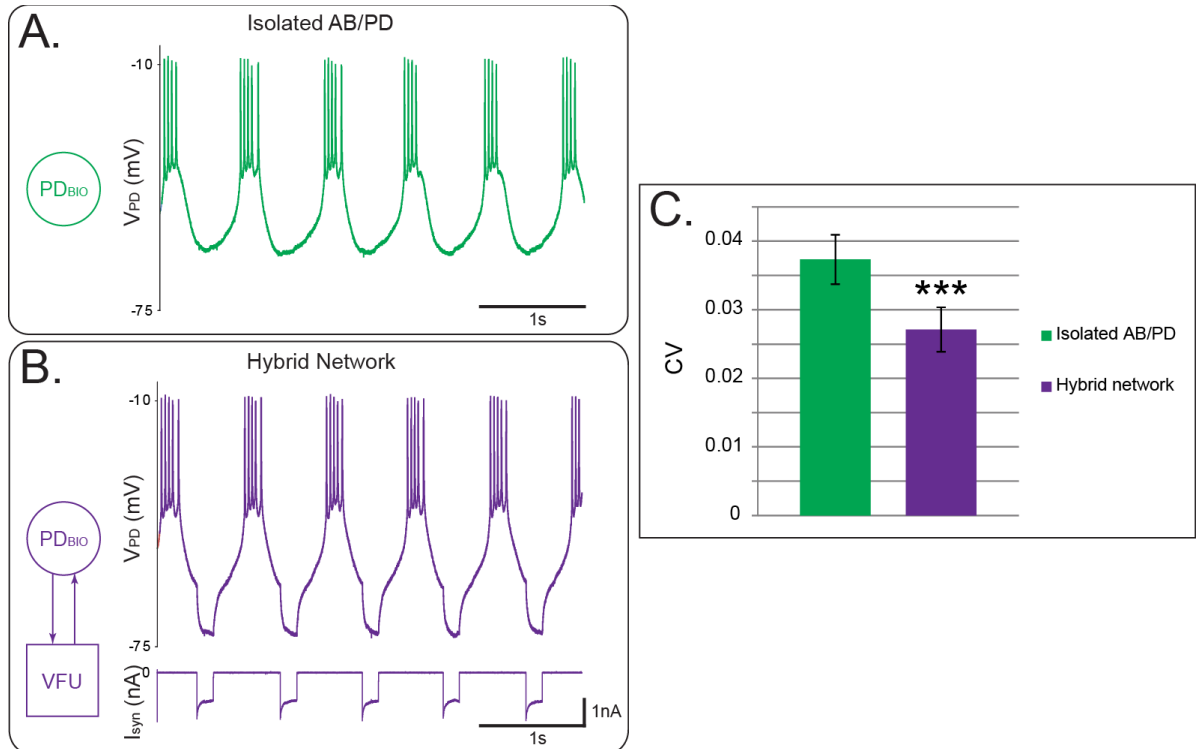 A.
Isolated AB/PD
-10
VPD (mV)
PDBIO
-75
1s
B.
Hybrid Network
-10
VPD (mV)
PDBIO
-75
VFU
0
Isyn (nA)
1nA
1s
C.
0.04
0.03
0.02
0.01
0
CV
***
Isolated AB/PD
Hybrid network